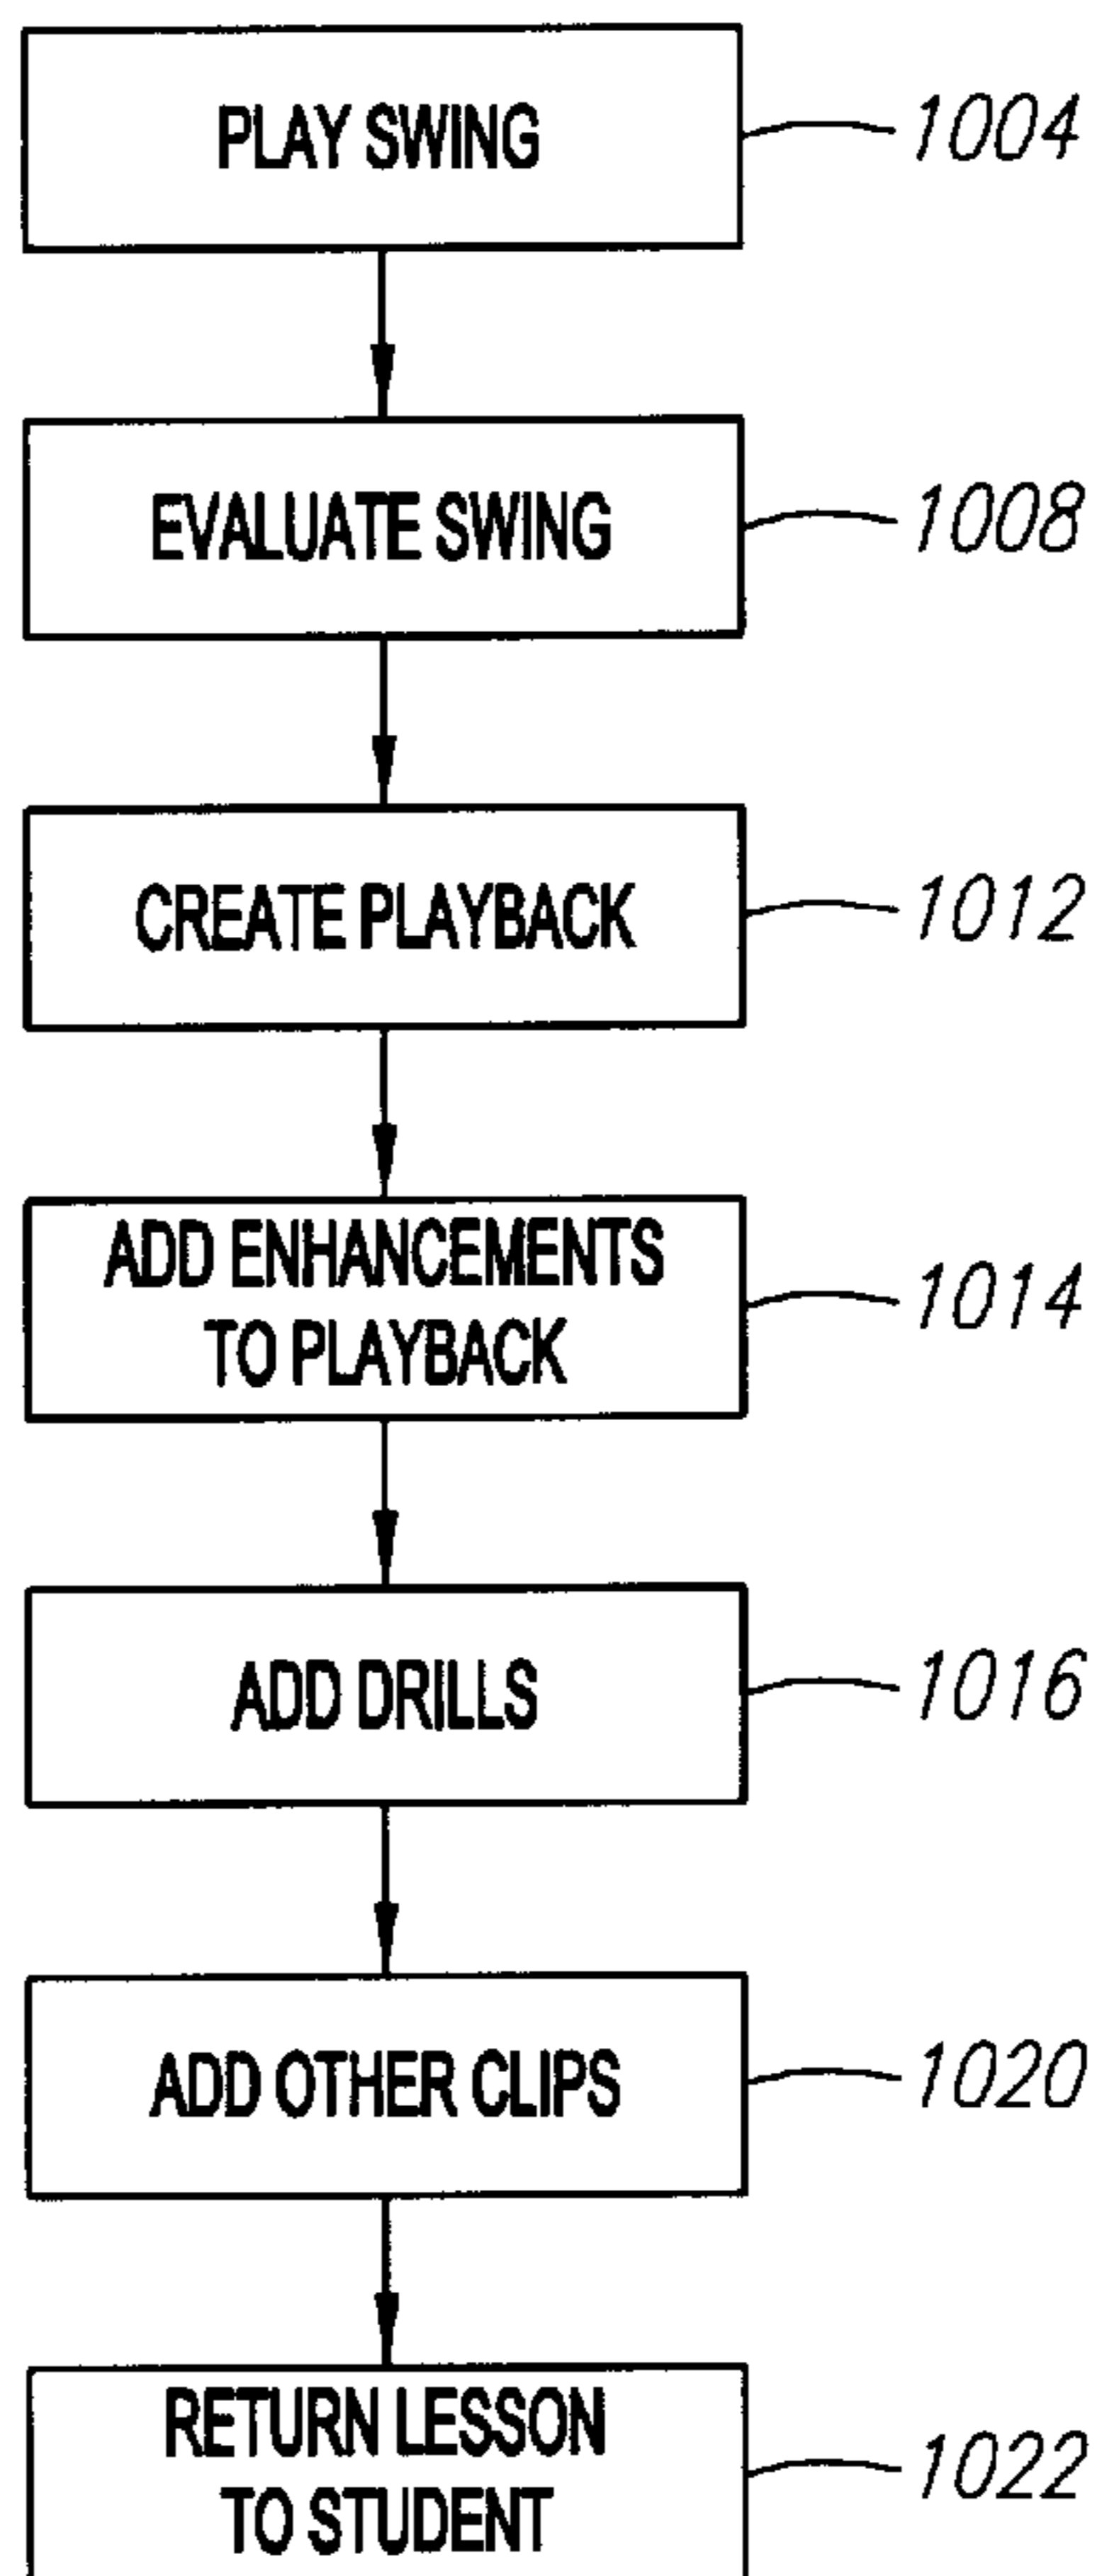 PLAY SWING
1004
EVALUATE SWING
1008
CREATE PLAYBACK
1012
ADD ENHANCEMENTS
TO PLAYBACK
1014
ADD DRILLS
1016
ADD OTHER CLIPS
1020
RETURN LESSON
TO STUDENT
1022